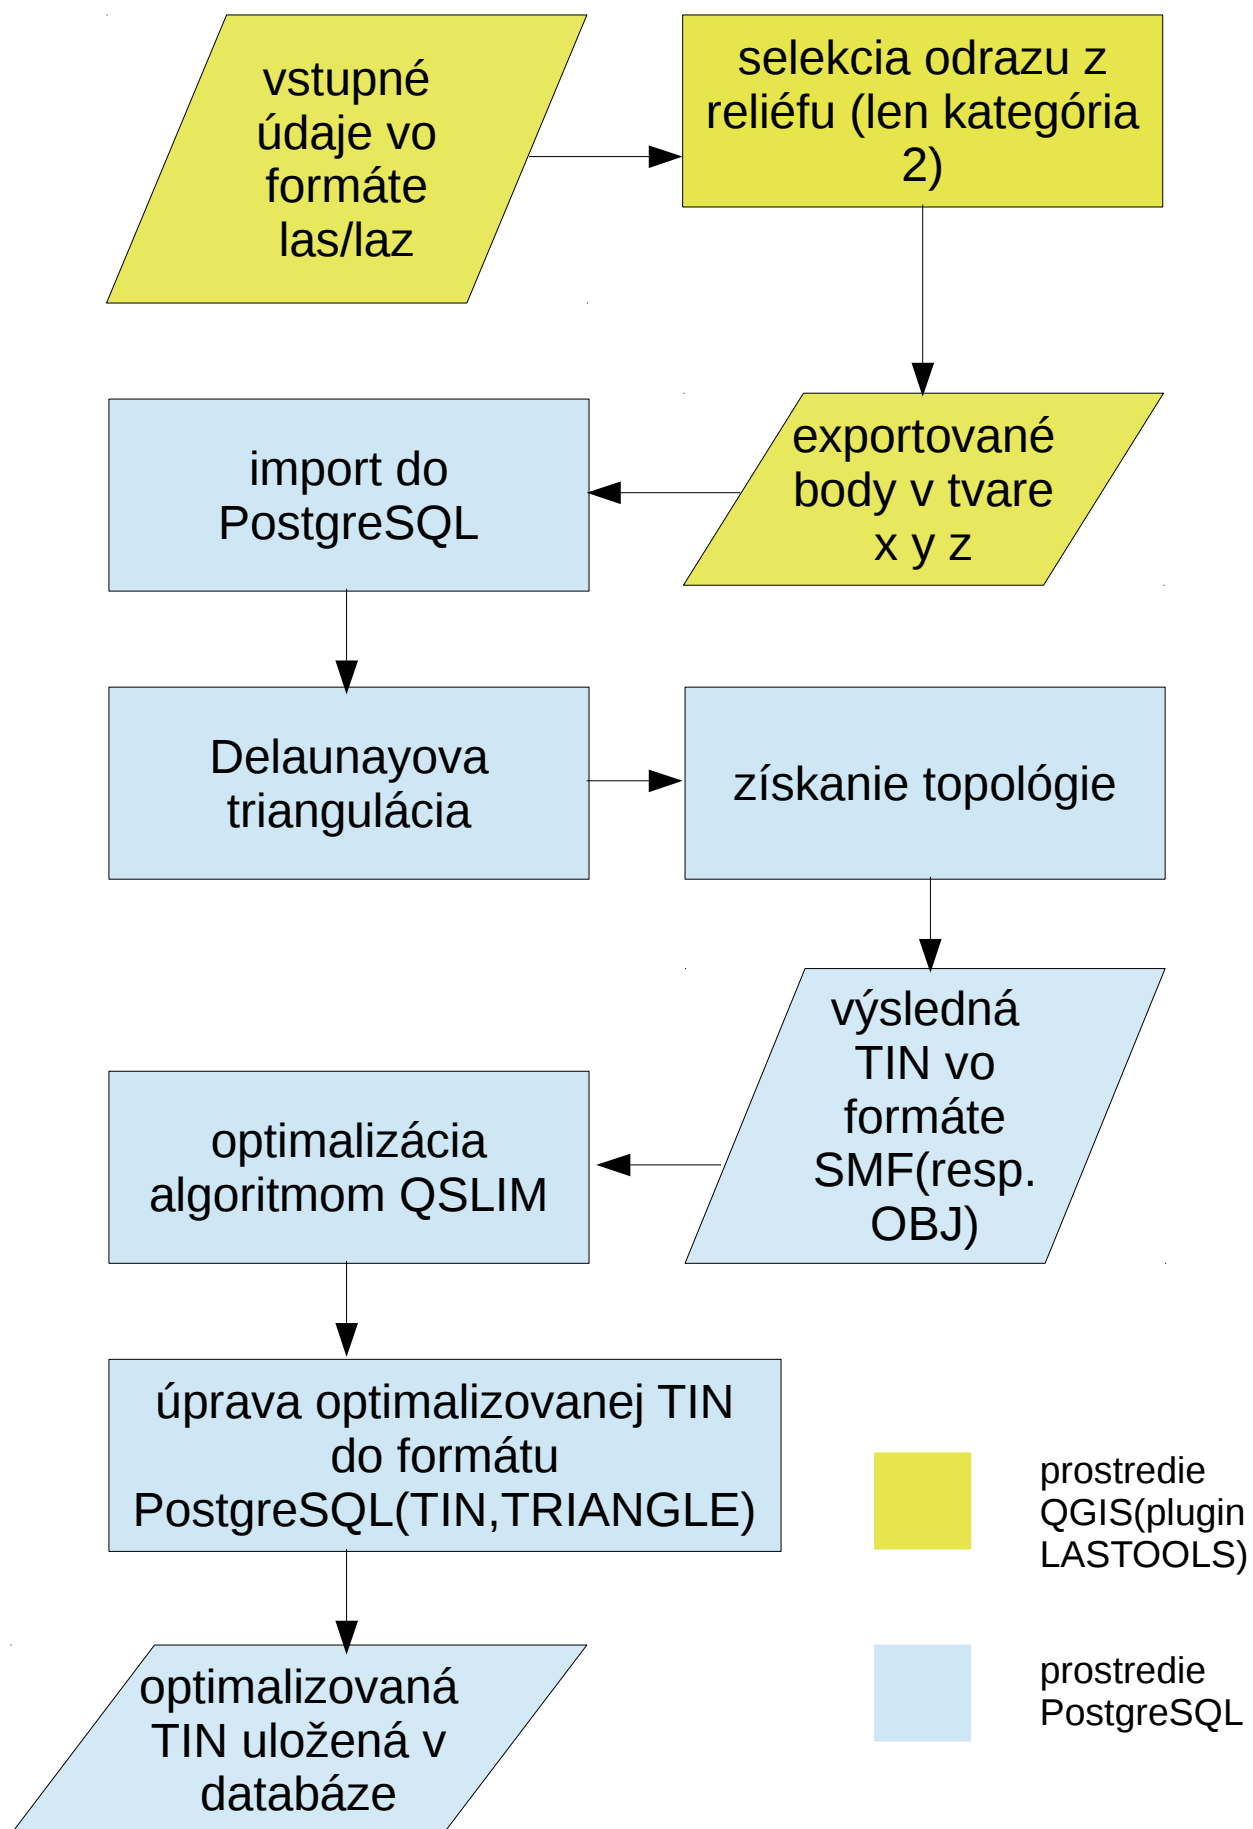 vstupné
údaje vo
formáte
las/laz
selekcia odrazu z
reliéfu (len kategória
2)
exportované
body v tvare
x y z
import do
PostgreSQL
Delaunayova
triangulácia
získanie topológie
výsledná
TIN vo
formáte
SMF(resp.
OBJ)
optimalizácia
algoritmom QSLIM
úprava optimalizovanej TIN
do formátu
PostgreSQL(TIN,TRIANGLE)
optimalizovaná
TIN uložená v
databáze
prostredie
QGIS(plugin
LASTOOLS)
prostredie
PostgreSQL